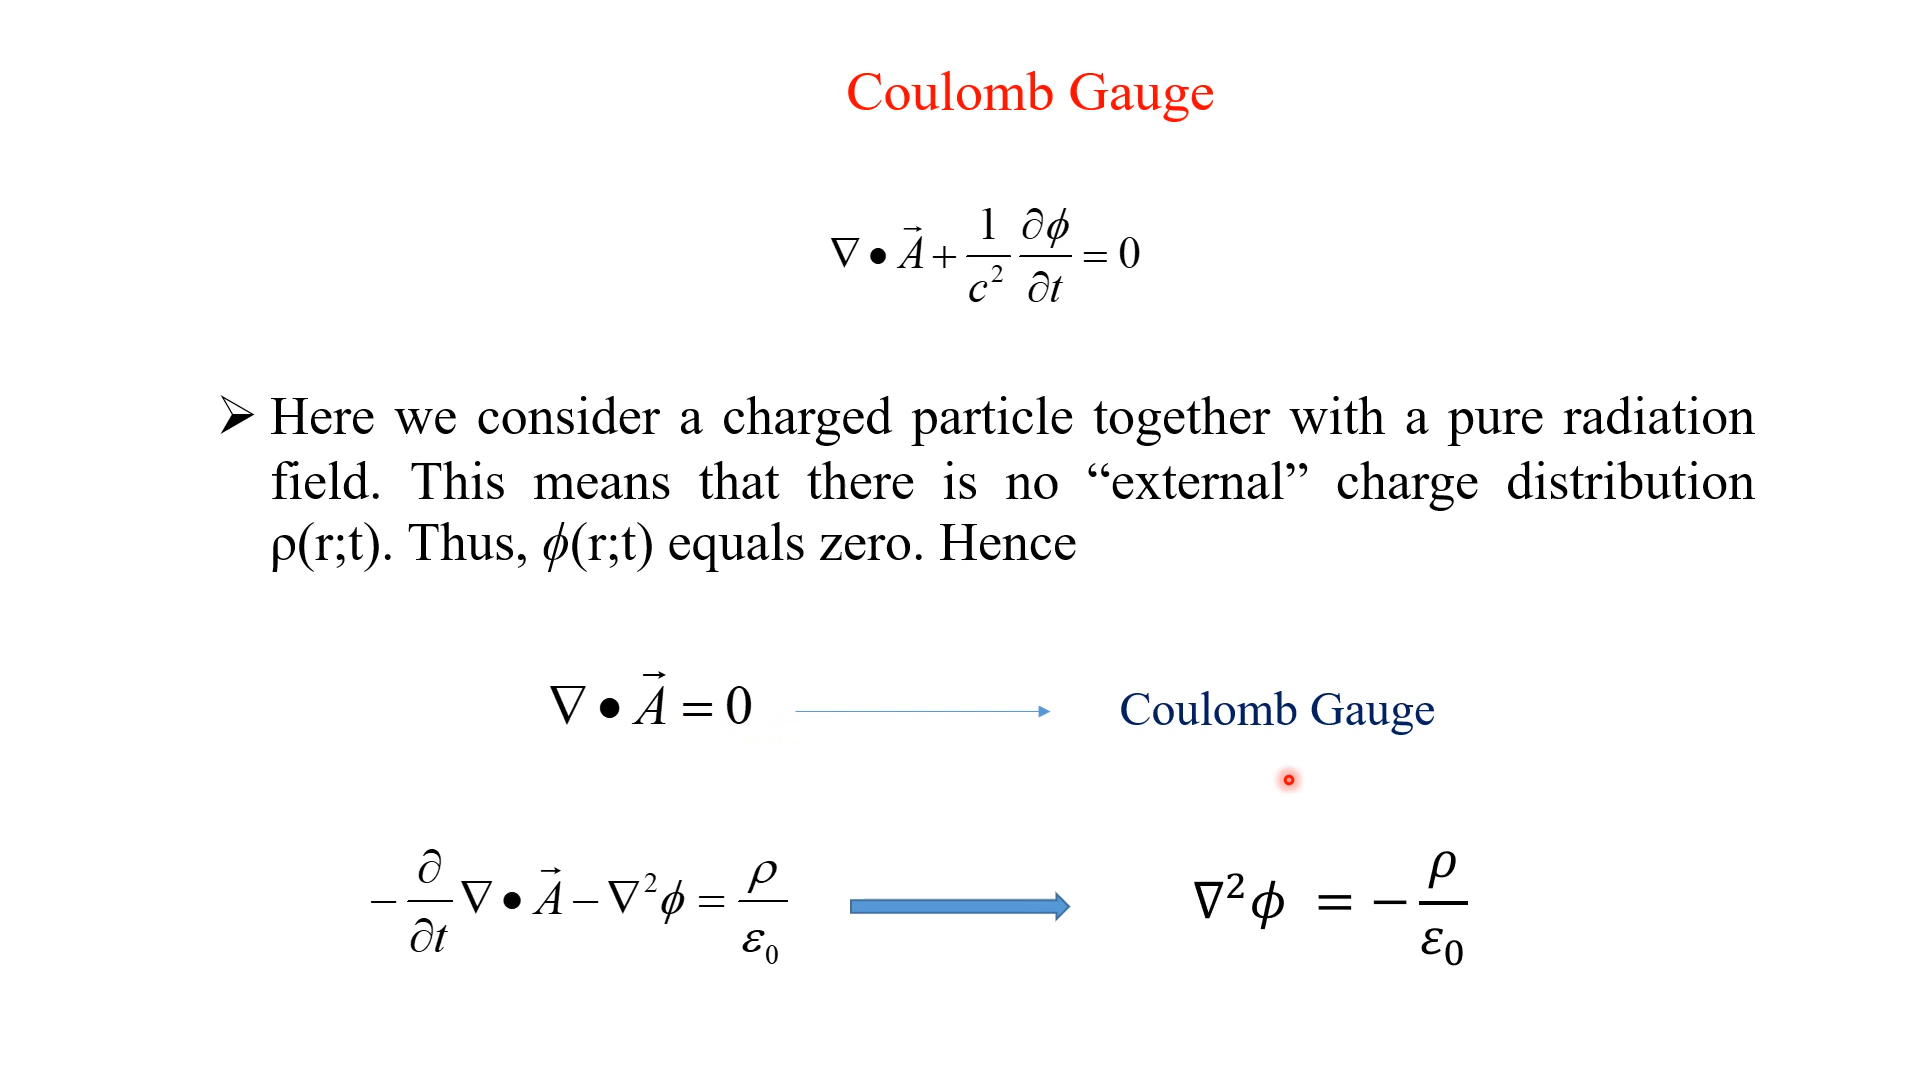 Coulomb Gauge
∇ • A⃗ + 1/c² ∂ϕ/∂t = 0
➢ Here we consider a charged particle together with a pure radiation
field. This means that there is no “external” charge distribution
ρ(r;t). Thus, ϕ(r;t) equals zero. Hence
∇ • A⃗ = 0 Coulomb Gauge
− ∂/∂t ∇ • A⃗ − ∇²ϕ = ρ/ε₀ ∇²ϕ = − ρ/ε₀